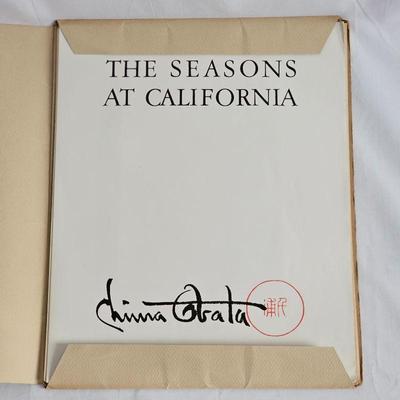 THE SEASONS
AT CALIFORNIA
Chiura Obata